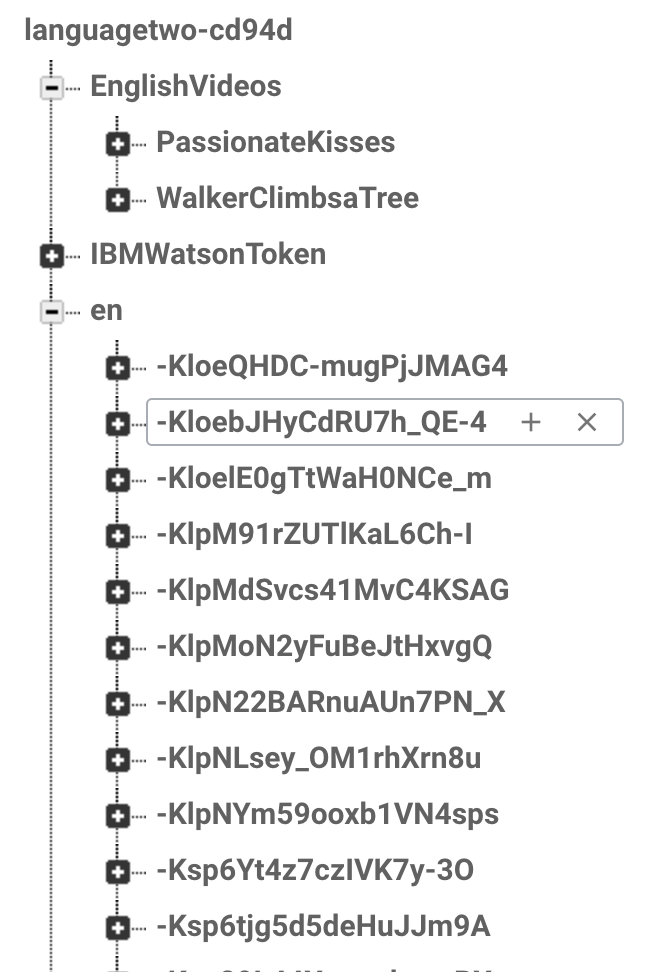 languagetwo-cd94d
EnglishVideos
PassionateKisses
WalkerClimbsaTree
IBMWatsonToken
en
-KloeQHDC-mugPjJMAG4
-KloebJHyCdRU7h_QE-4
-KloelE0gTtWaH0NCe_m
-KlpM91rZUTlKaL6Ch-I
-KlpMdSvcs41MvC4KSAG
-KlpMoN2yFuBeJtHxvgQ
-KlpN22BARnuAUn7PN_X
-KlpNLsey_OM1rhXrn8u
-KlpNYm59ooxb1VN4sps
-Ksp6Yt4z7czIVK7y-3O
-Ksp6tjg5d5deHuJJm9A